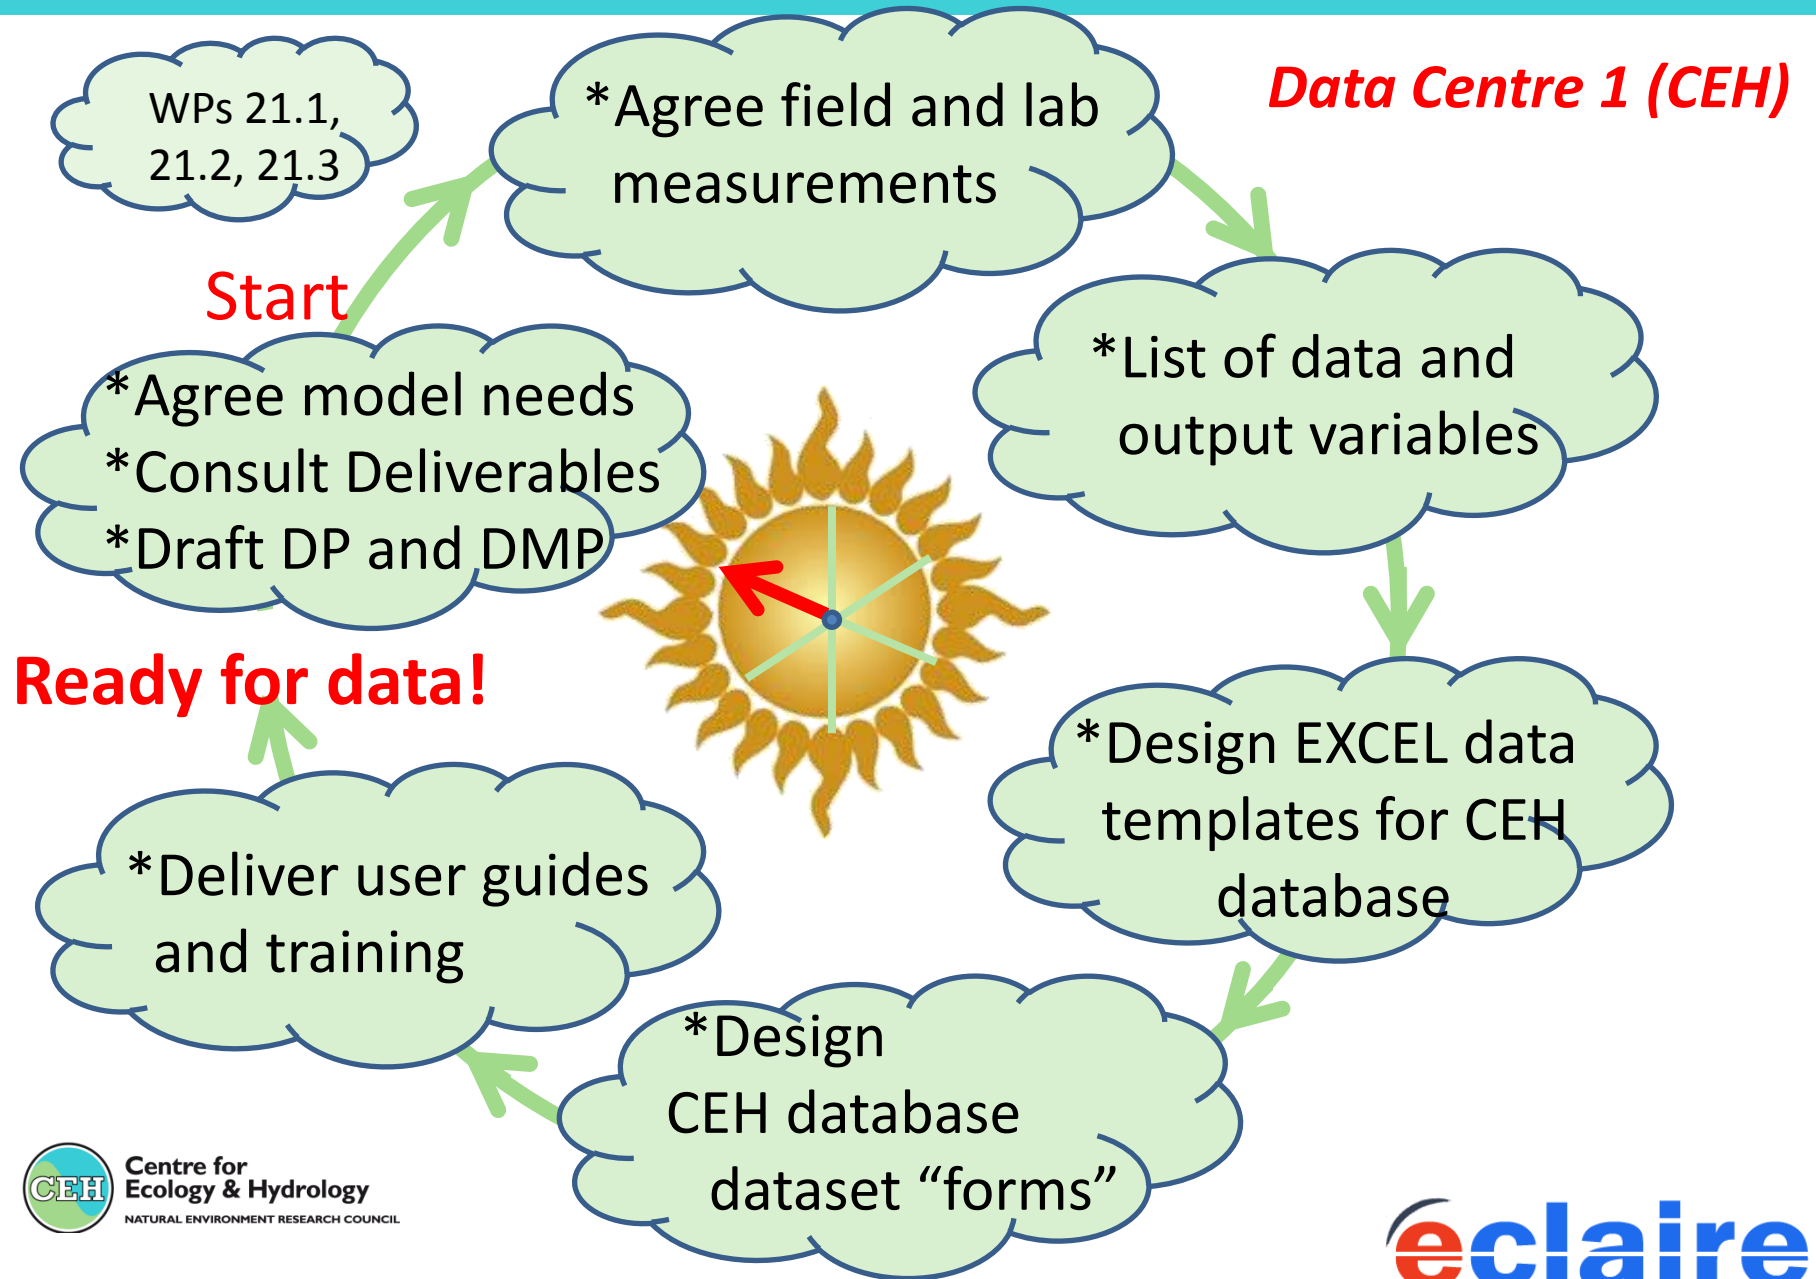 Data Centre 1 (CEH)
WPs 21.1,
21.2, 21.3
*Agree field and lab
measurements
Start
*List of data and
output variables
*Agree model needs
*Consult Deliverables
*Draft DP and DMP
Ready for data!
*Design EXCEL data
templates for CEH
database
*Deliver user guides
and training
*Design
CEH database
dataset “forms”
CEH
Centre for
Ecology & Hydrology
NATURAL ENVIRONMENT RESEARCH COUNCIL
eclaire